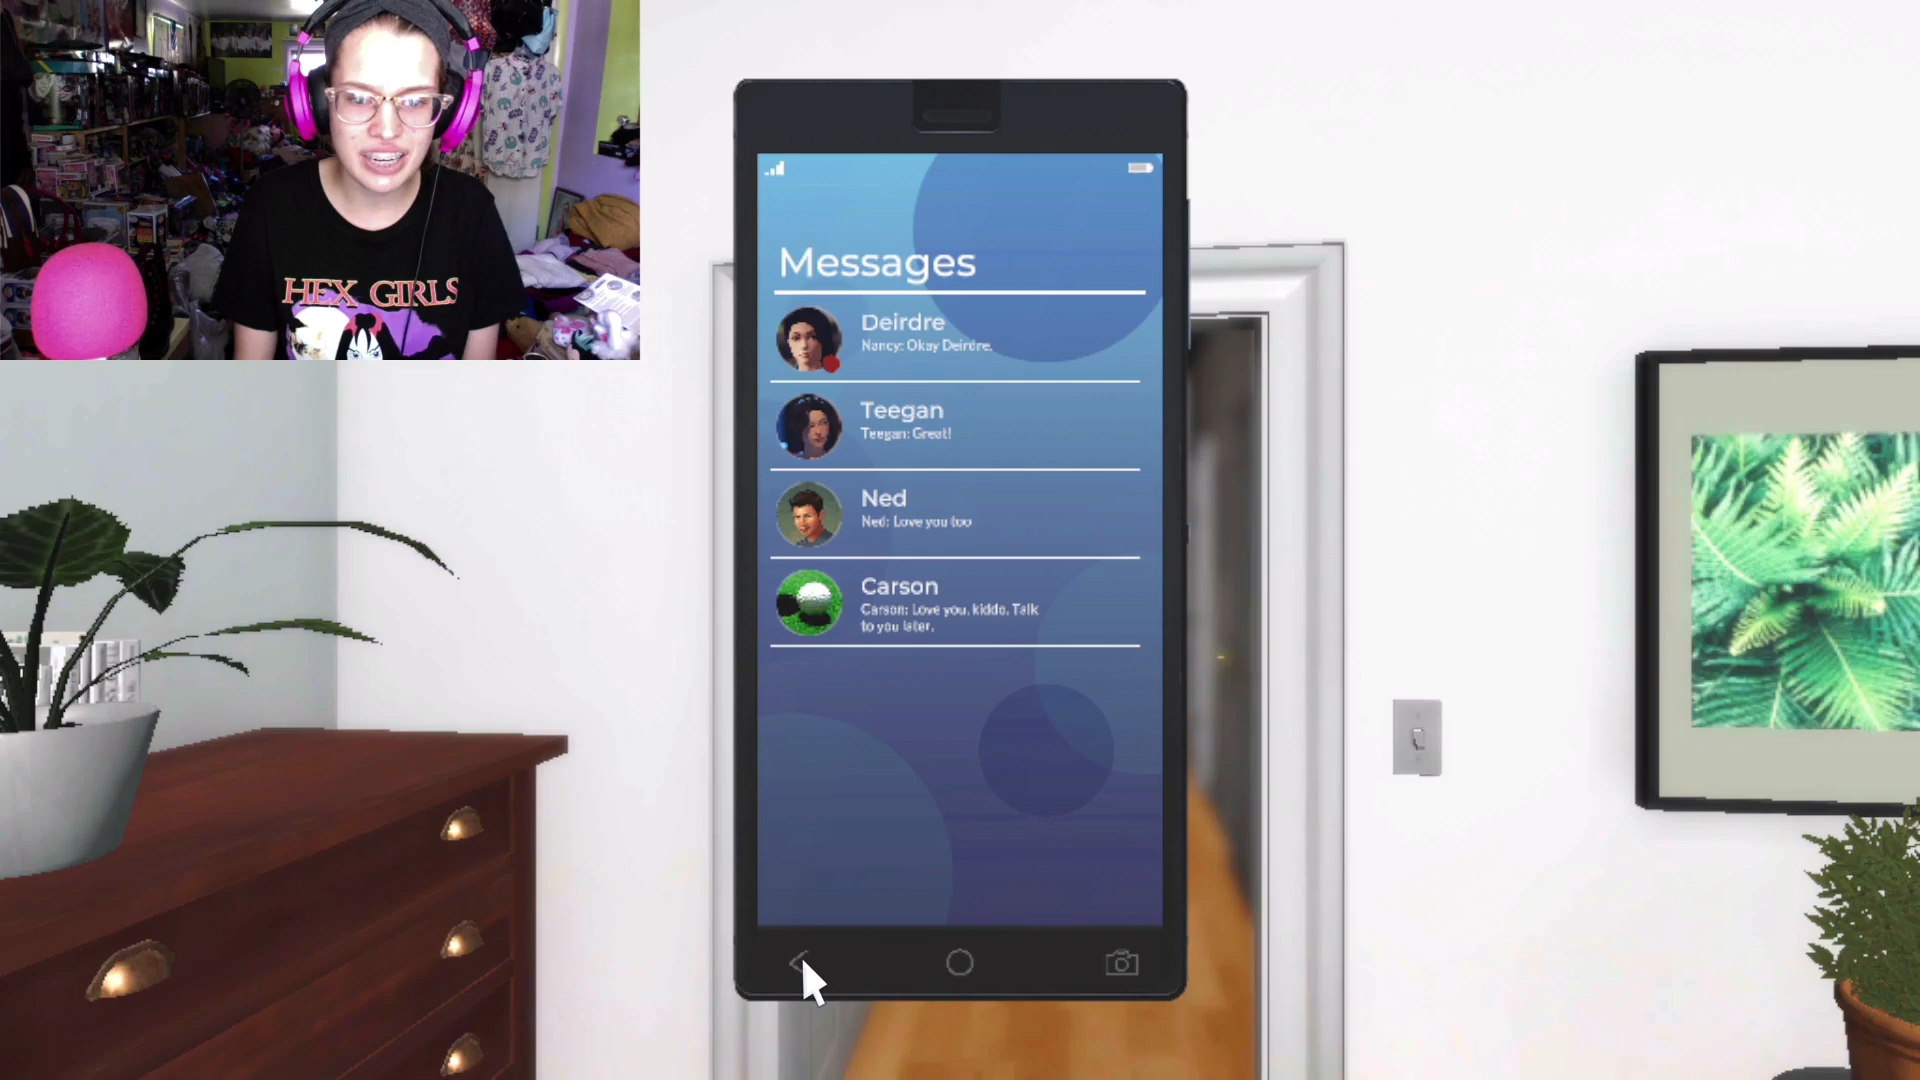 HEX GIRLS
Messages
Deirdre
Nancy: Okay Deirdre.
Teegan
Teegan: Great!
Ned
Ned: Love you too
Carson
Carson: Love you, kiddo. Talk
to you later.